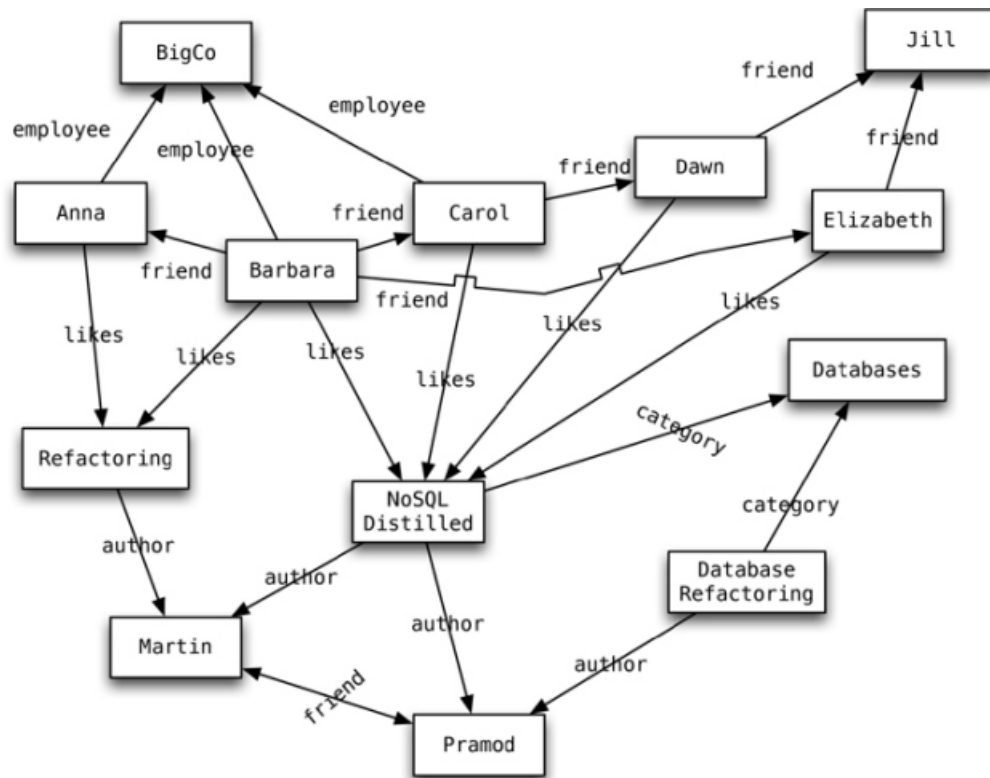 BigCo
Jill
friend
employee
employee
employee
friend
friend
Dawn
Anna
friend
Carol
Elizabeth
friend
Barbara
friend
likes
likes
likes
likes
likes
likes
Databases
category
Refactoring
NoSQL
Distilled
category
author
author
Database
Refactoring
author
Martin
author
friend
Pramod